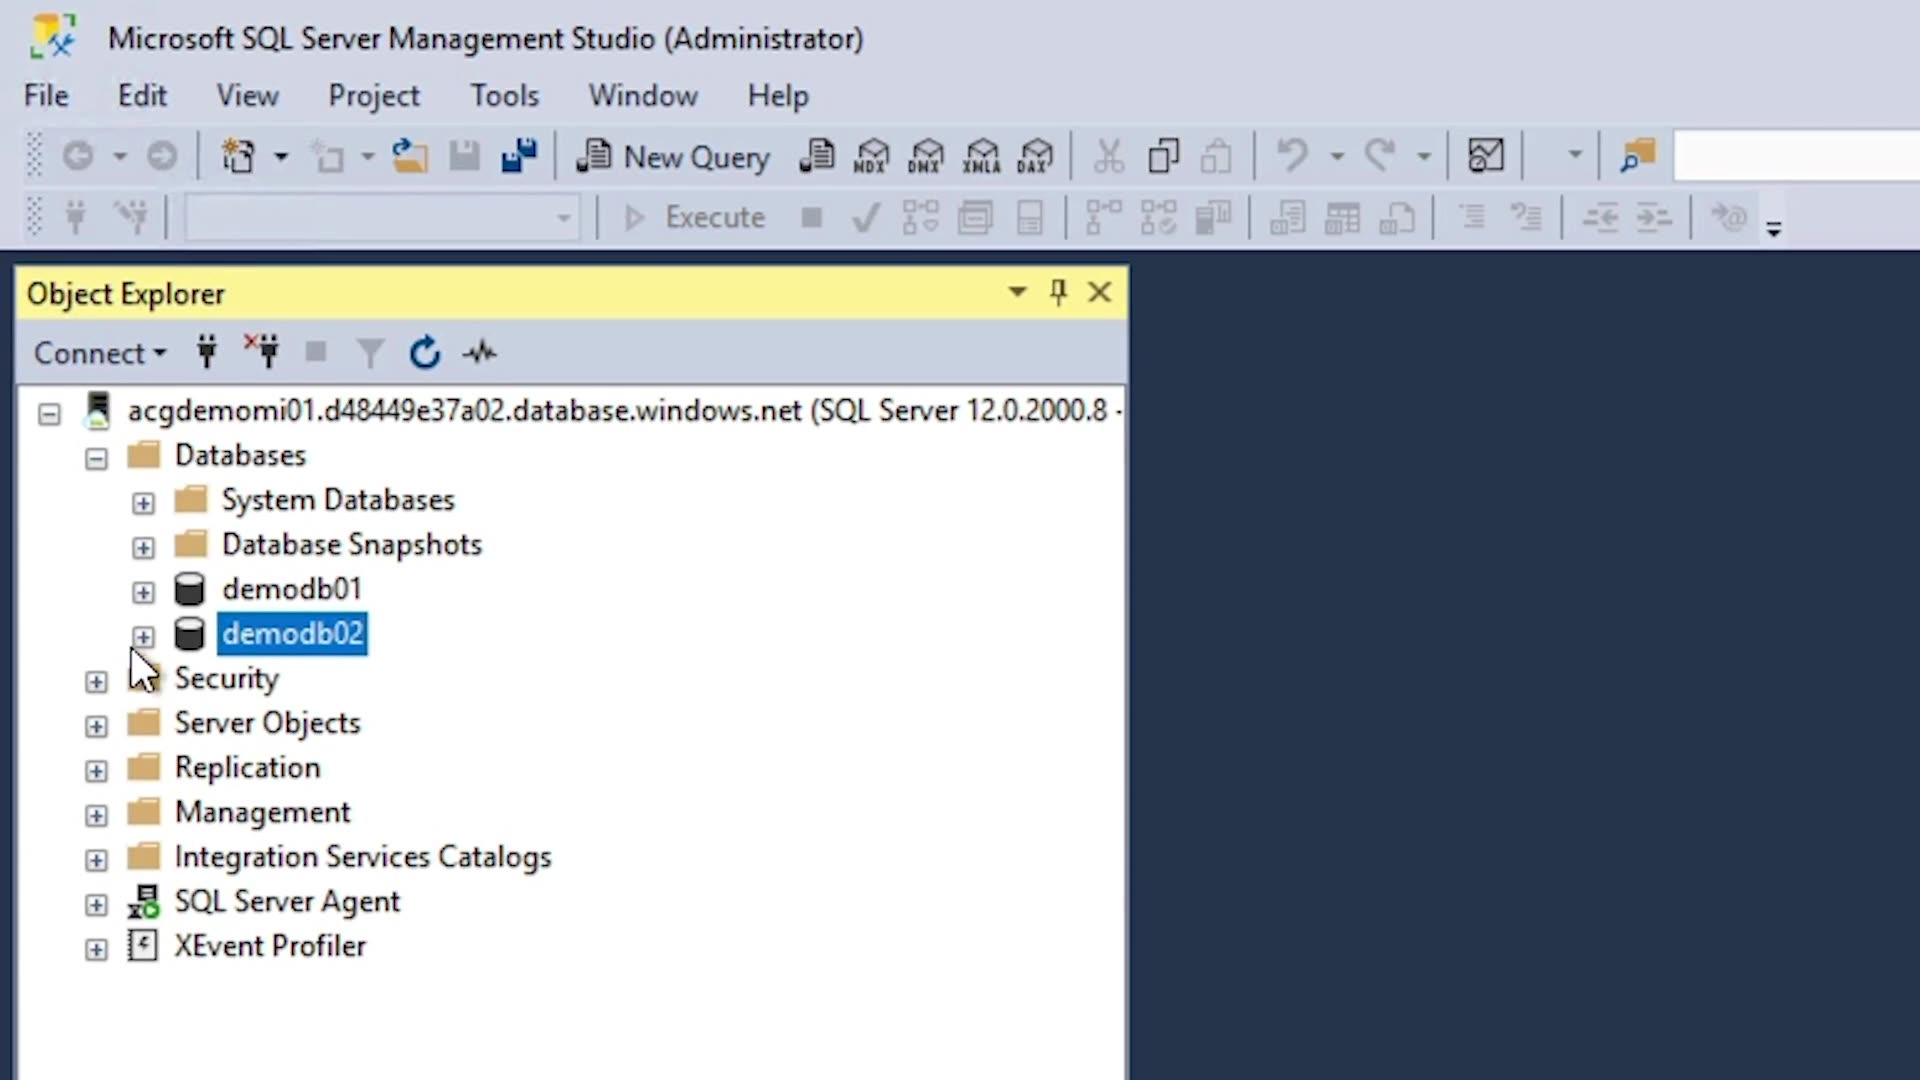 Microsoft SQL Server Management Studio (Administrator)
File Edit View Project Tools Window Help
New Query MDX DMX XMLA DAX
Execute
Object Explorer
Connect
acgdemomi01.d48449e37a02.database.windows.net (SQL Server 12.0.2000.8 -
Databases
System Databases
Database Snapshots
demodb01
demodb02
Security
Server Objects
Replication
Management
Integration Services Catalogs
SQL Server Agent
XEvent Profiler